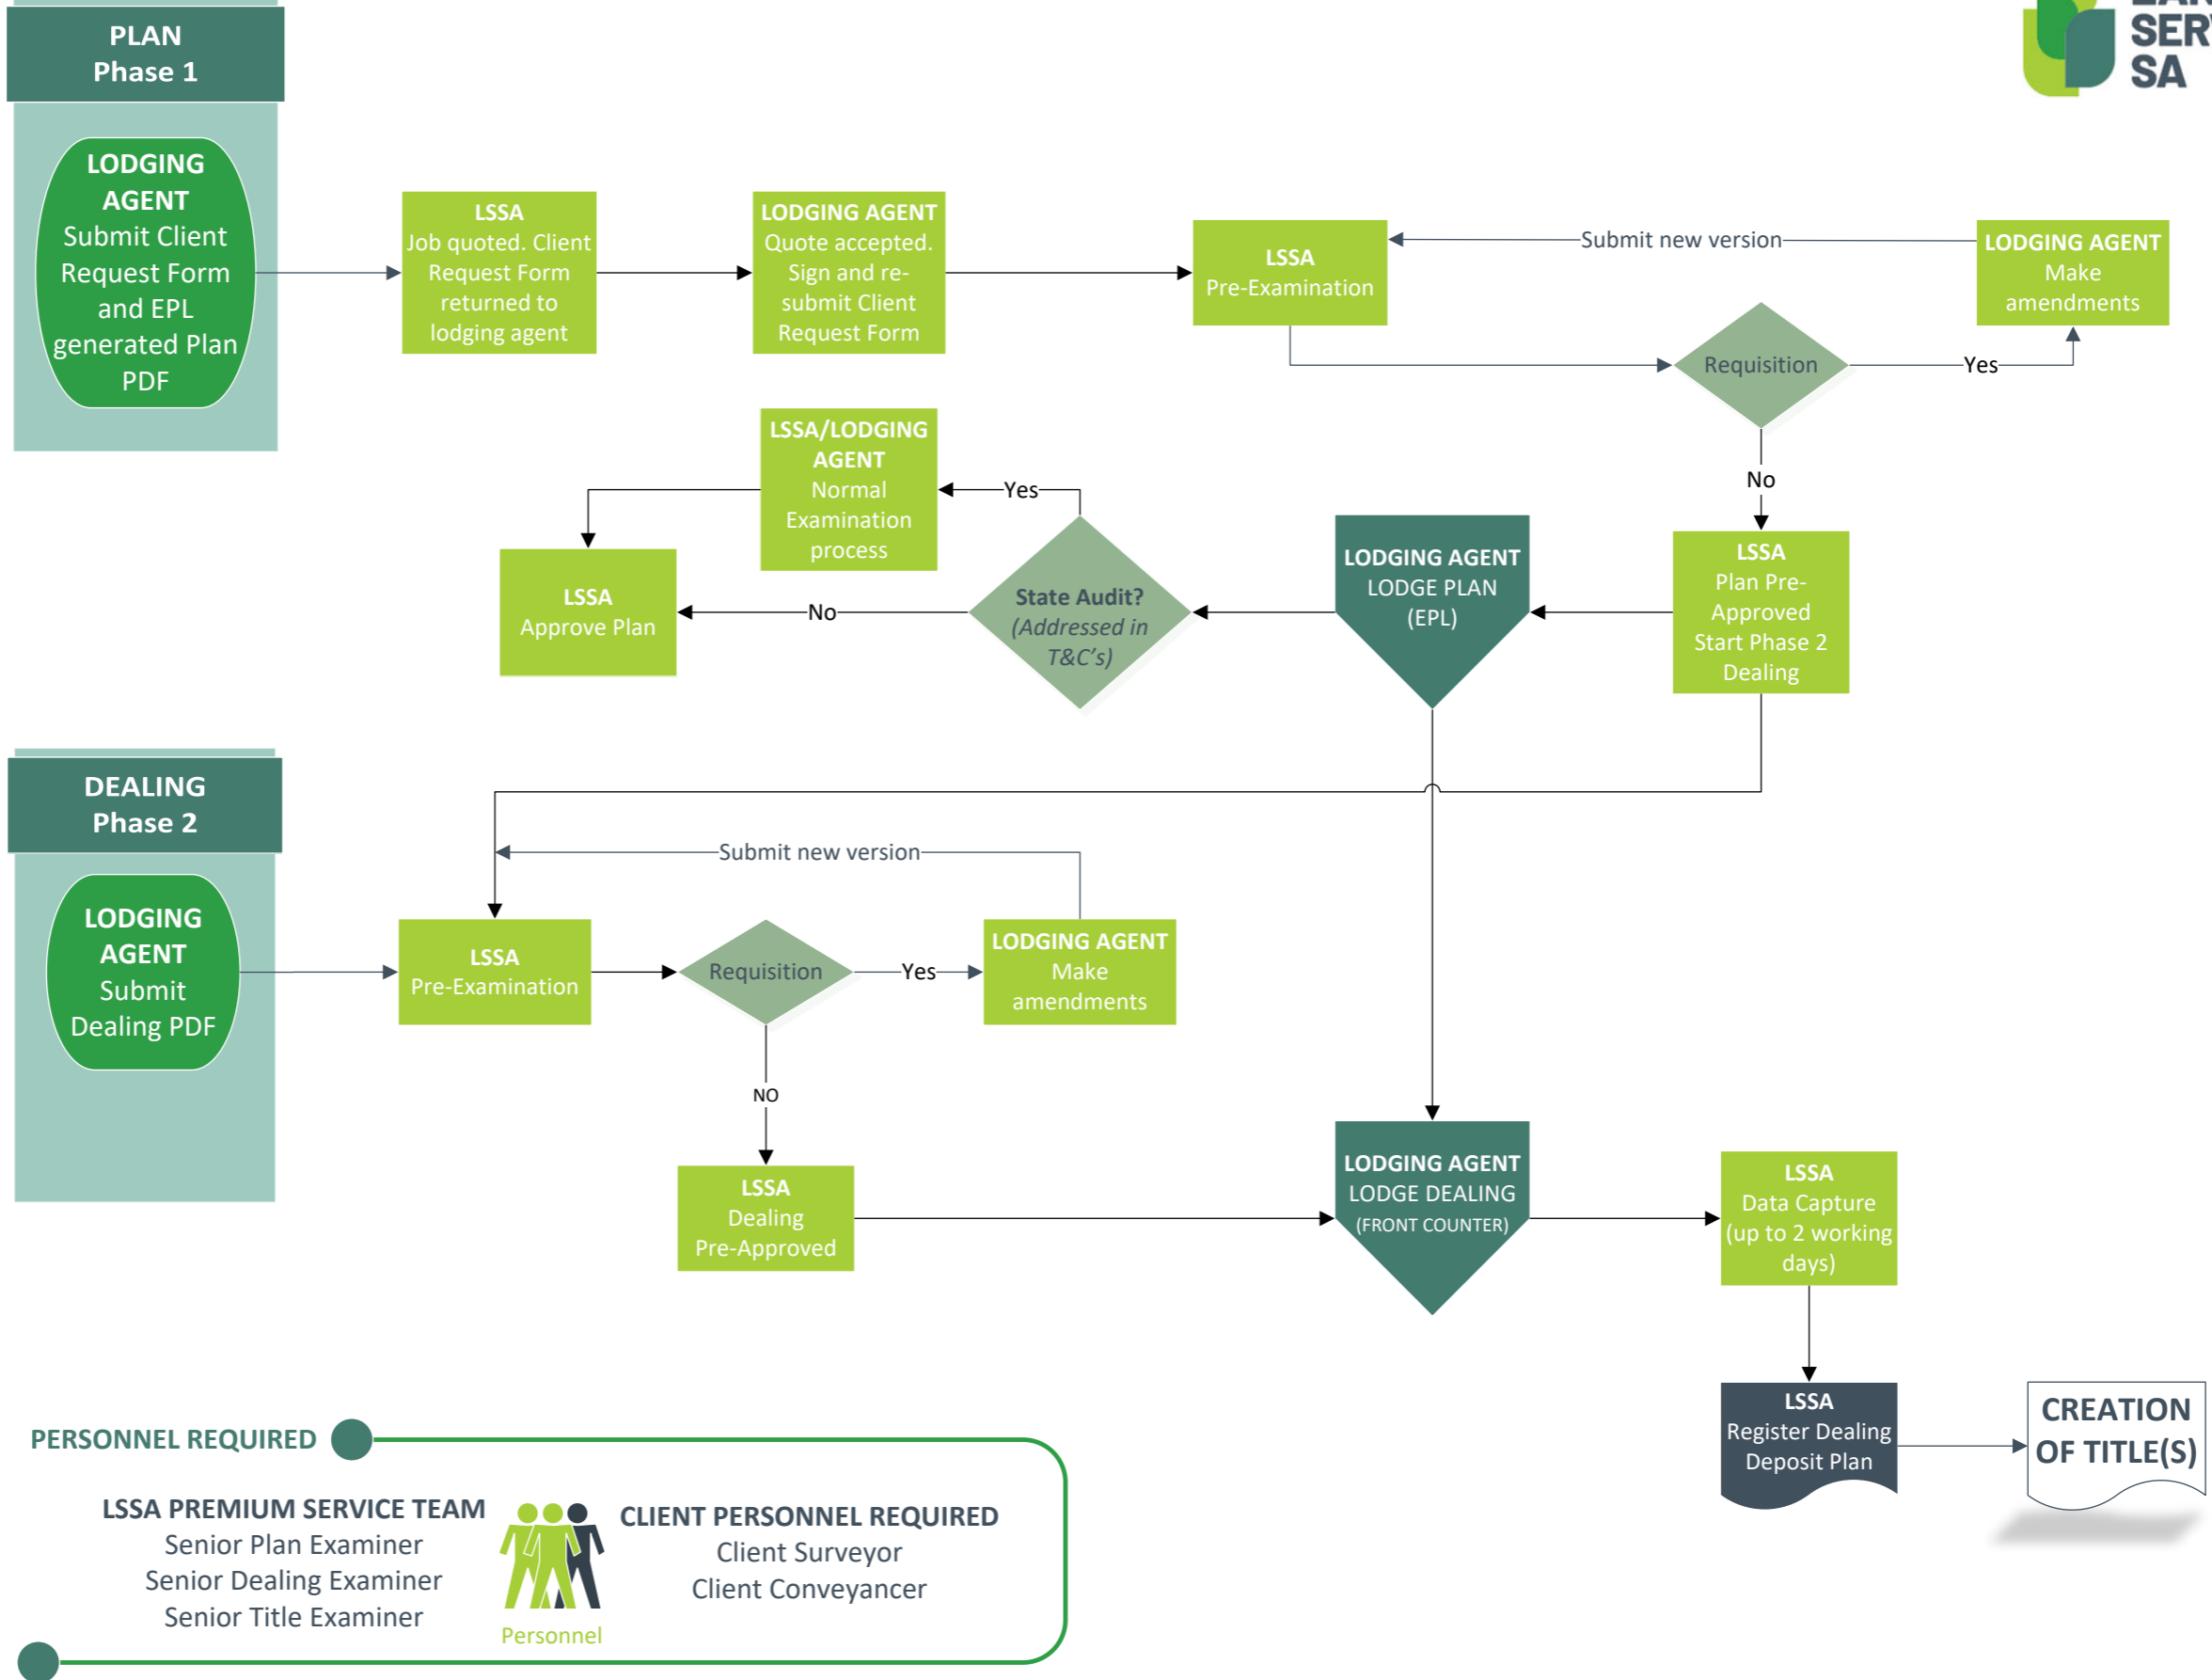 PLAN
Phase 1
SA
LODGING
AGENT
Submit Client
Request Form
and EPL
generated Plan
PDF
LSSA
Job quoted. Client
Request Form
returned to
lodging agent
LODGING AGENT
Quote accepted.
Sign and re-
submit Client
Request Form
LSSA
Pre-Examination
Submit new version
LODGING AGENT
Make
amendments
Requisition
Yes
No
LSSA/LODGING
AGENT
Normal
Examination
process
Yes
LSSA
Approve Plan
No
State Audit?
(Addressed in
T&C's)
LODGING AGENT
LODGE PLAN
(EPL)
LSSA
Plan Pre-
Approved
Start Phase 2
Dealing
DEALING
Phase 2
LODGING
AGENT
Submit
Dealing PDF
Submit new version
LSSA
Pre-Examination
Requisition
Yes
LODGING AGENT
Make
amendments
NO
LSSA
Dealing
Pre-Approved
LODGING AGENT
LODGE DEALING
(FRONT COUNTER)
LSSA
Data Capture
(up to 2 working
days)
LSSA
Register Dealing
Deposit Plan
CREATION
OF TITLE(S)
PERSONNEL REQUIRED
LSSA PREMIUM SERVICE TEAM
Senior Plan Examiner
Senior Dealing Examiner
Senior Title Examiner
Personnel
CLIENT PERSONNEL REQUIRED
Client Surveyor
Client Conveyancer